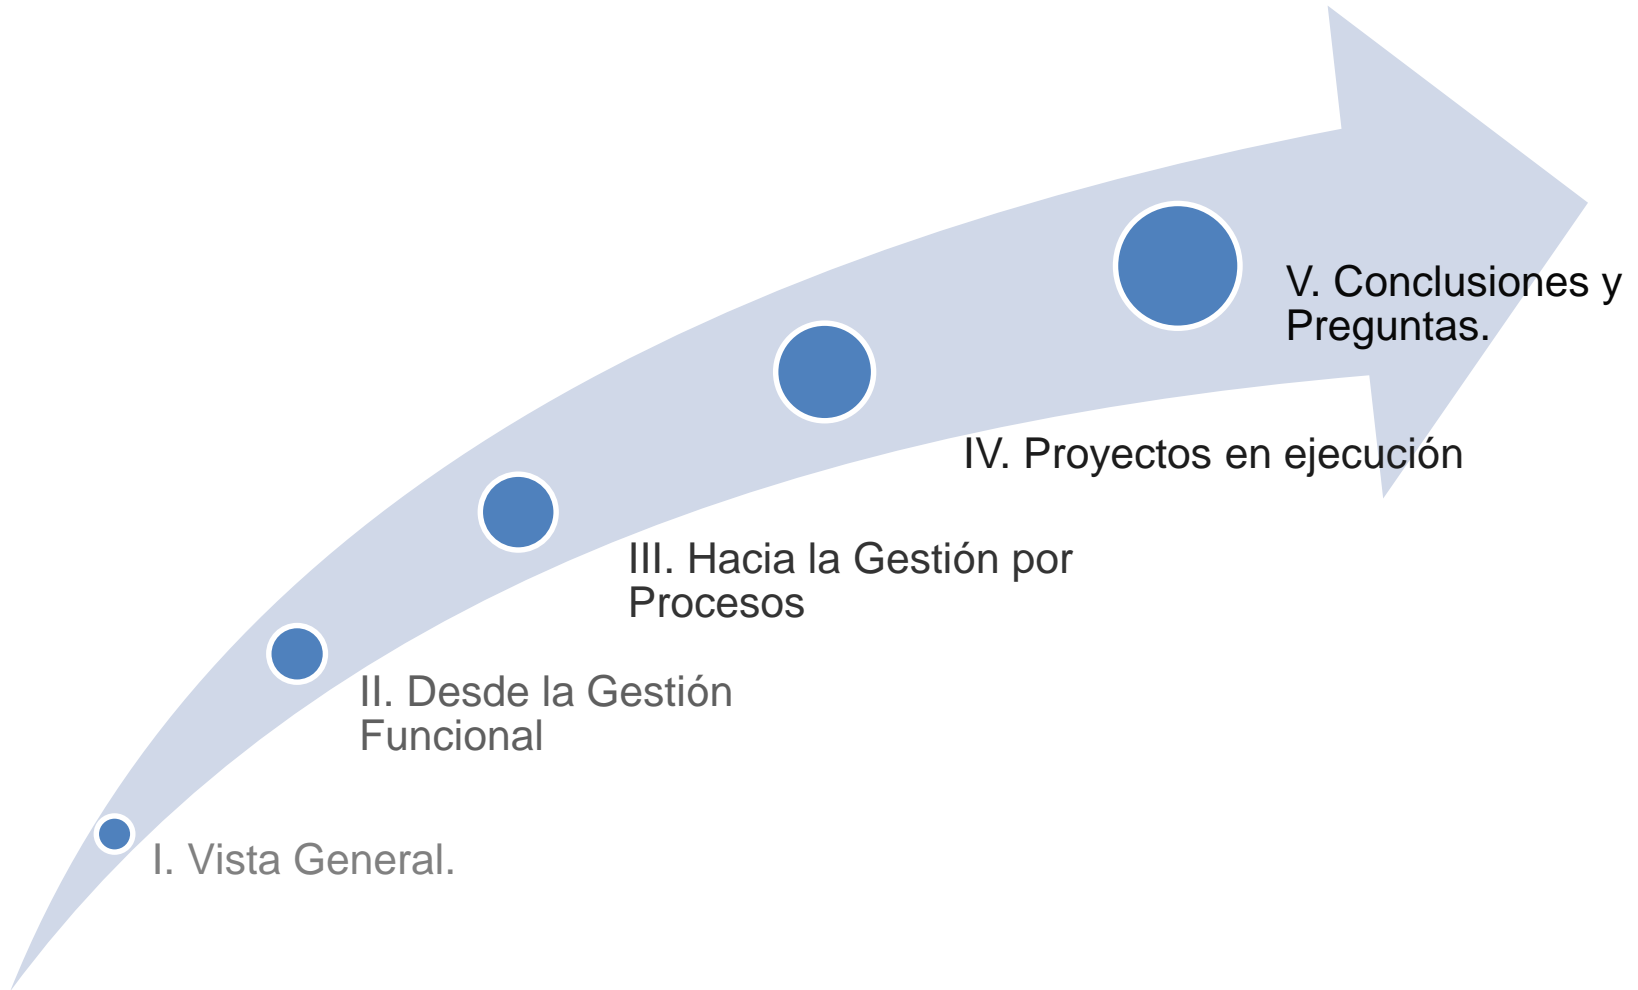 V. Conclusiones y
Preguntas.
IV. Proyectos en ejecución
III. Hacia la Gestión por
Procesos
II. Desde la Gestión
Funcional
I. Vista General.